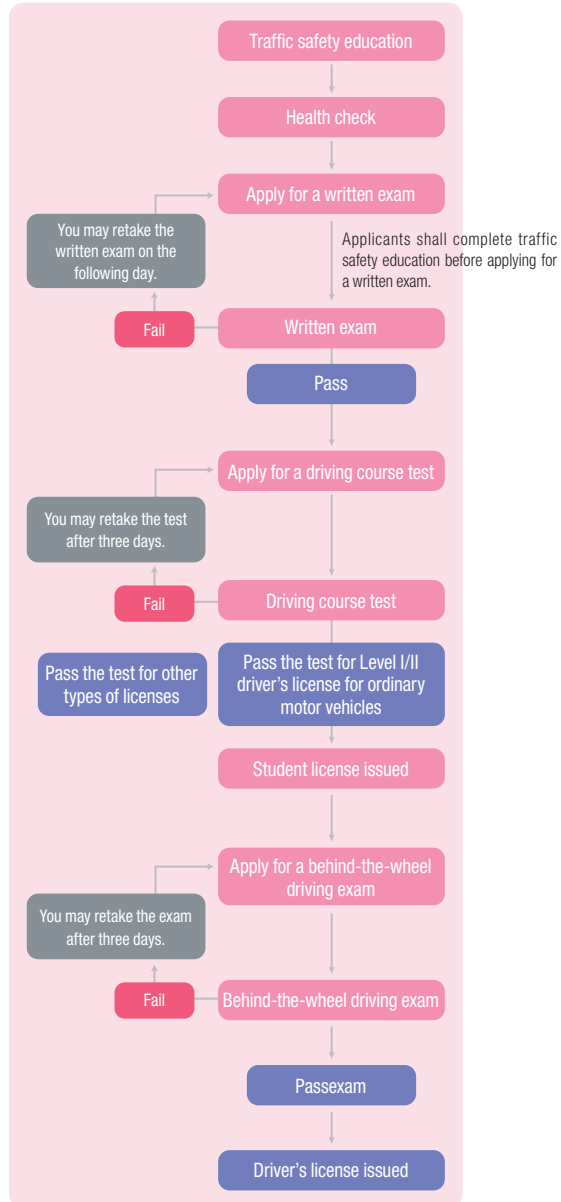 Traffic safety education
Health check
Apply for a written exam
You may retake the
written exam on the
following day.
Applicants shall complete traffic
safety education before applying for
a written exam.
Fail
Written exam
Pass
Apply for a driving course test
You may retake the test
after three days.
Fail
Driving course test
Pass the test for other
types of licenses
Pass the test for Level I/II
driver's license for ordinary
motor vehicles
Student license issued
Apply for a behind-the-wheel
driving exam
You may retake the exam
after three days.
Fail
Behind-the-wheel driving exam
Passexam
Driver's license issued